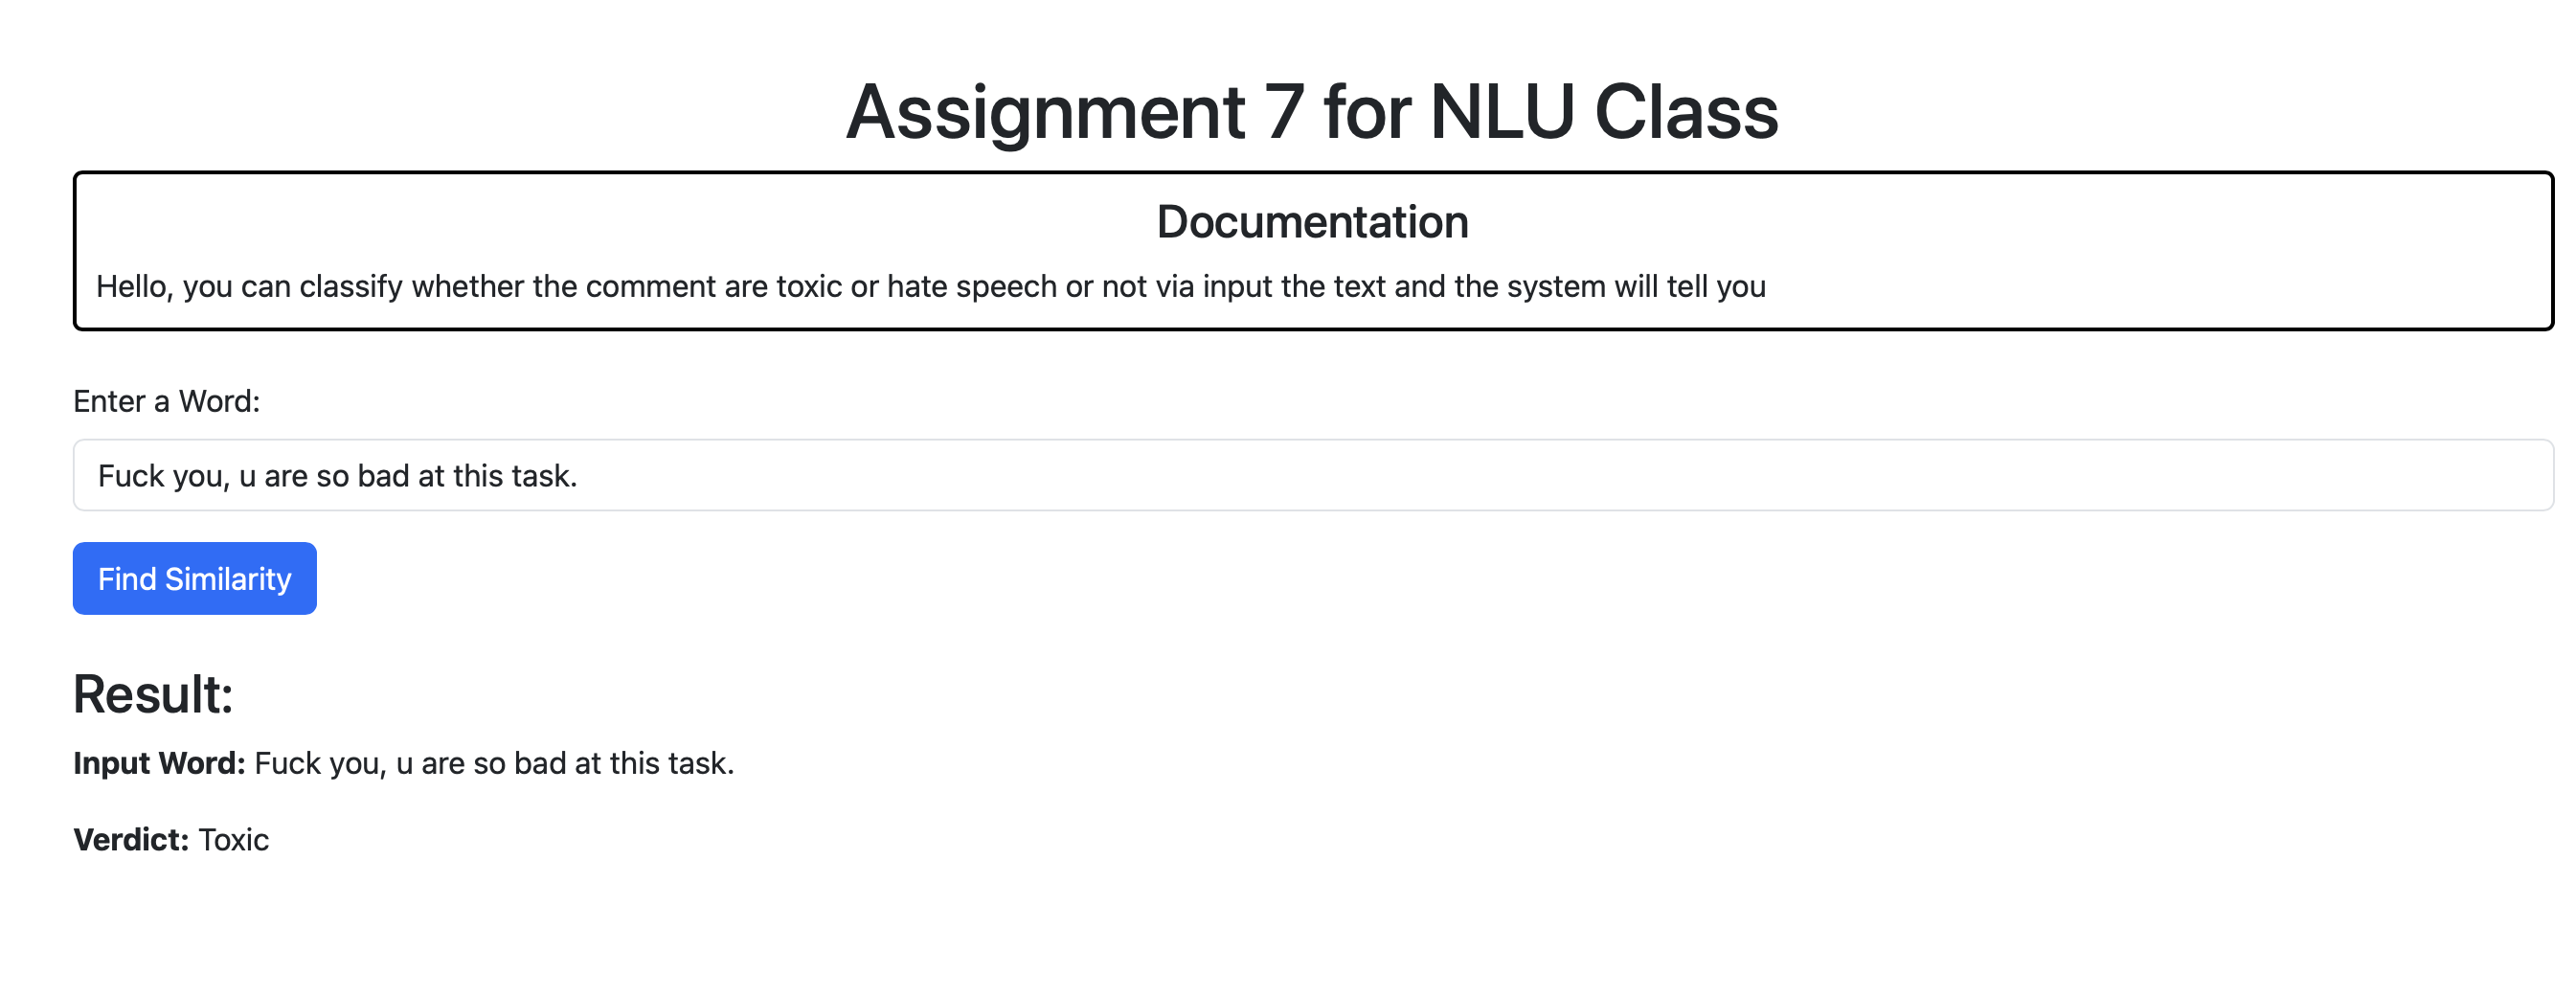 Assignment 7 for NLU Class
Documentation
Hello, you can classify whether the comment are toxic or hate speech or not via input the text and the system will tell you
Enter a Word:
Fuck you, u are so bad at this task.
Find Similarity
Result:
Input Word: Fuck you, u are so bad at this task.
Verdict: Toxic